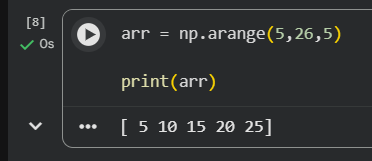 [8]
0s
arr = np.arange(5,26,5)
print(arr)
[ 5 10 15 20 25]